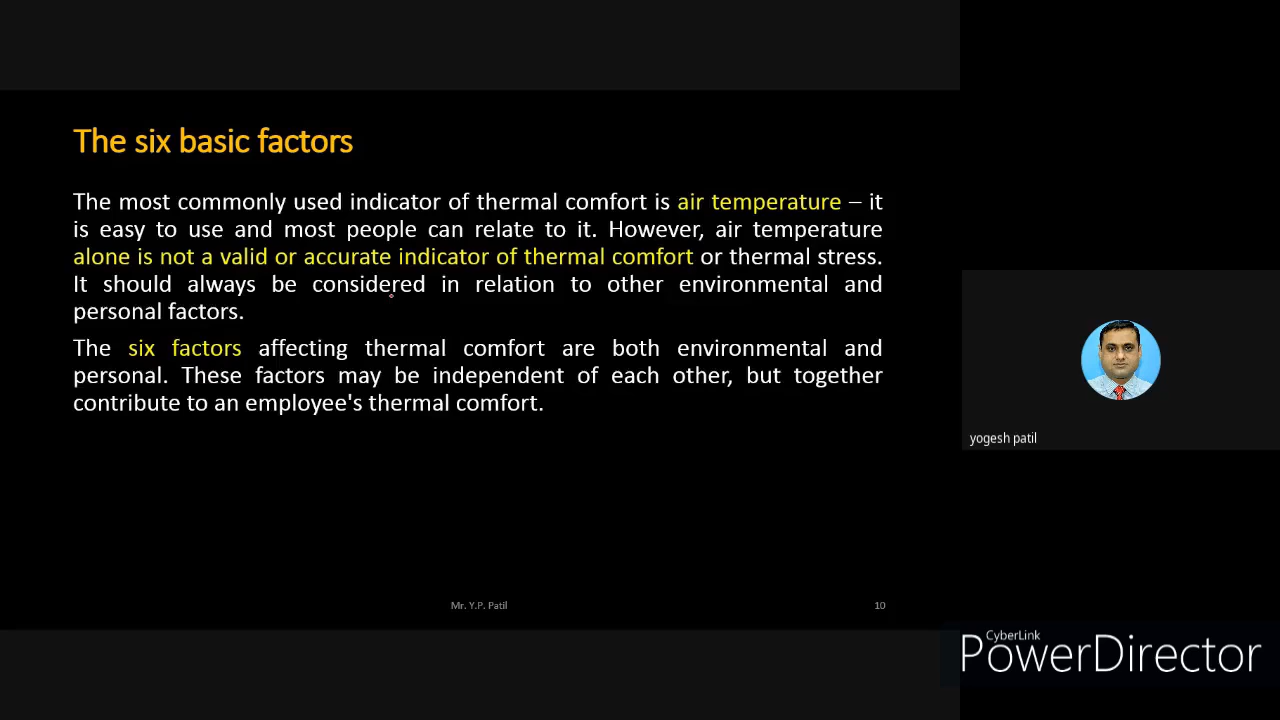 The six basic factors
The most commonly used indicator of thermal comfort is air temperature – it
is easy to use and most people can relate to it. However, air temperature
alone is not a valid or accurate indicator of thermal comfort or thermal stress.
It should always be considered in relation to other environmental and
personal factors.
The six factors affecting thermal comfort are both environmental and
personal. These factors may be independent of each other, but together
contribute to an employee's thermal comfort.
yogesh patil
Mr. Y.P. Patil
10
CyberLink
PowerDirector